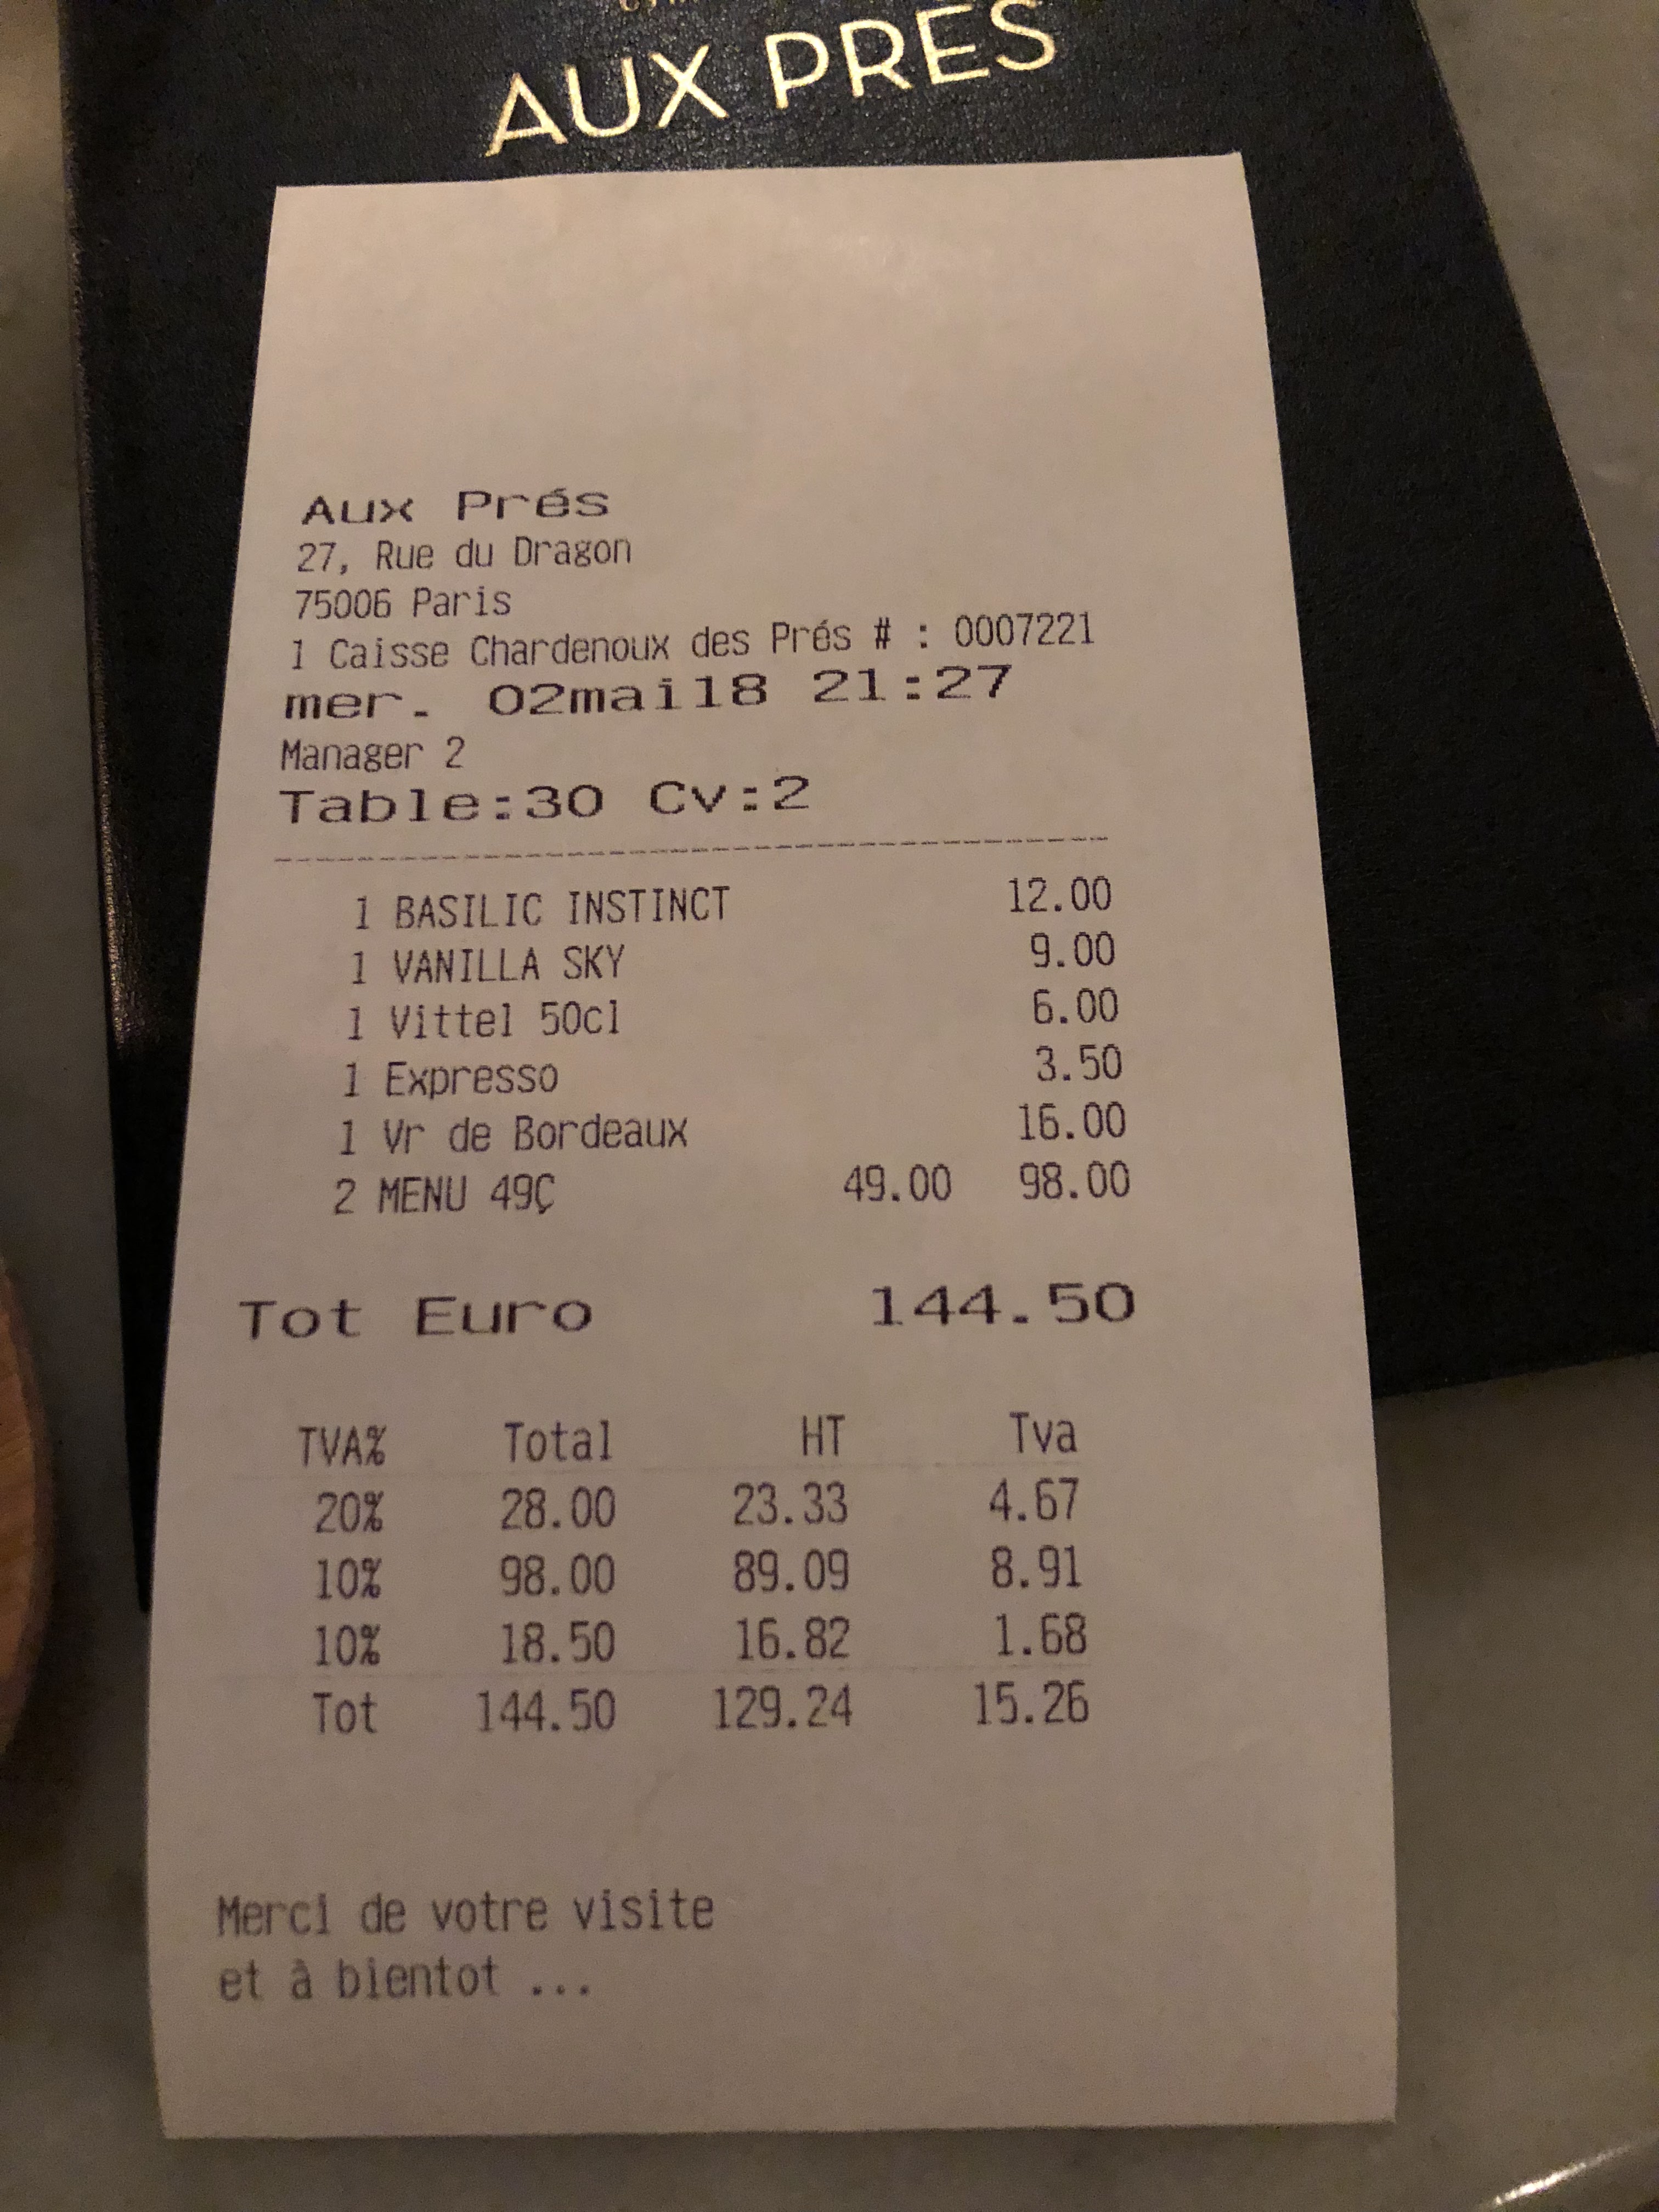 AUX PRES
Aux Prés
27, Rue du Dragon
75006 Paris
1 Caisse Chardenoux des Prés # : 0007221
mer. 02mai18 21:27
Manager 2
Table:30 Cv:2
1 BASILIC INSTINCT 12.00
1 VANILLA SKY 9.00
1 Vittel 50cl 6.00
1 Expresso 3.50
1 Vr de Bordeaux 16.00
2 MENU 49Ç 49.00 98.00
Tot Euro 144.50
TVA% Total HT Tva
20% 28.00 23.33 4.67
10% 98.00 89.09 8.91
10% 18.50 16.82 1.68
Tot 144.50 129.24 15.26
Merci de votre visite
et à bientot ...